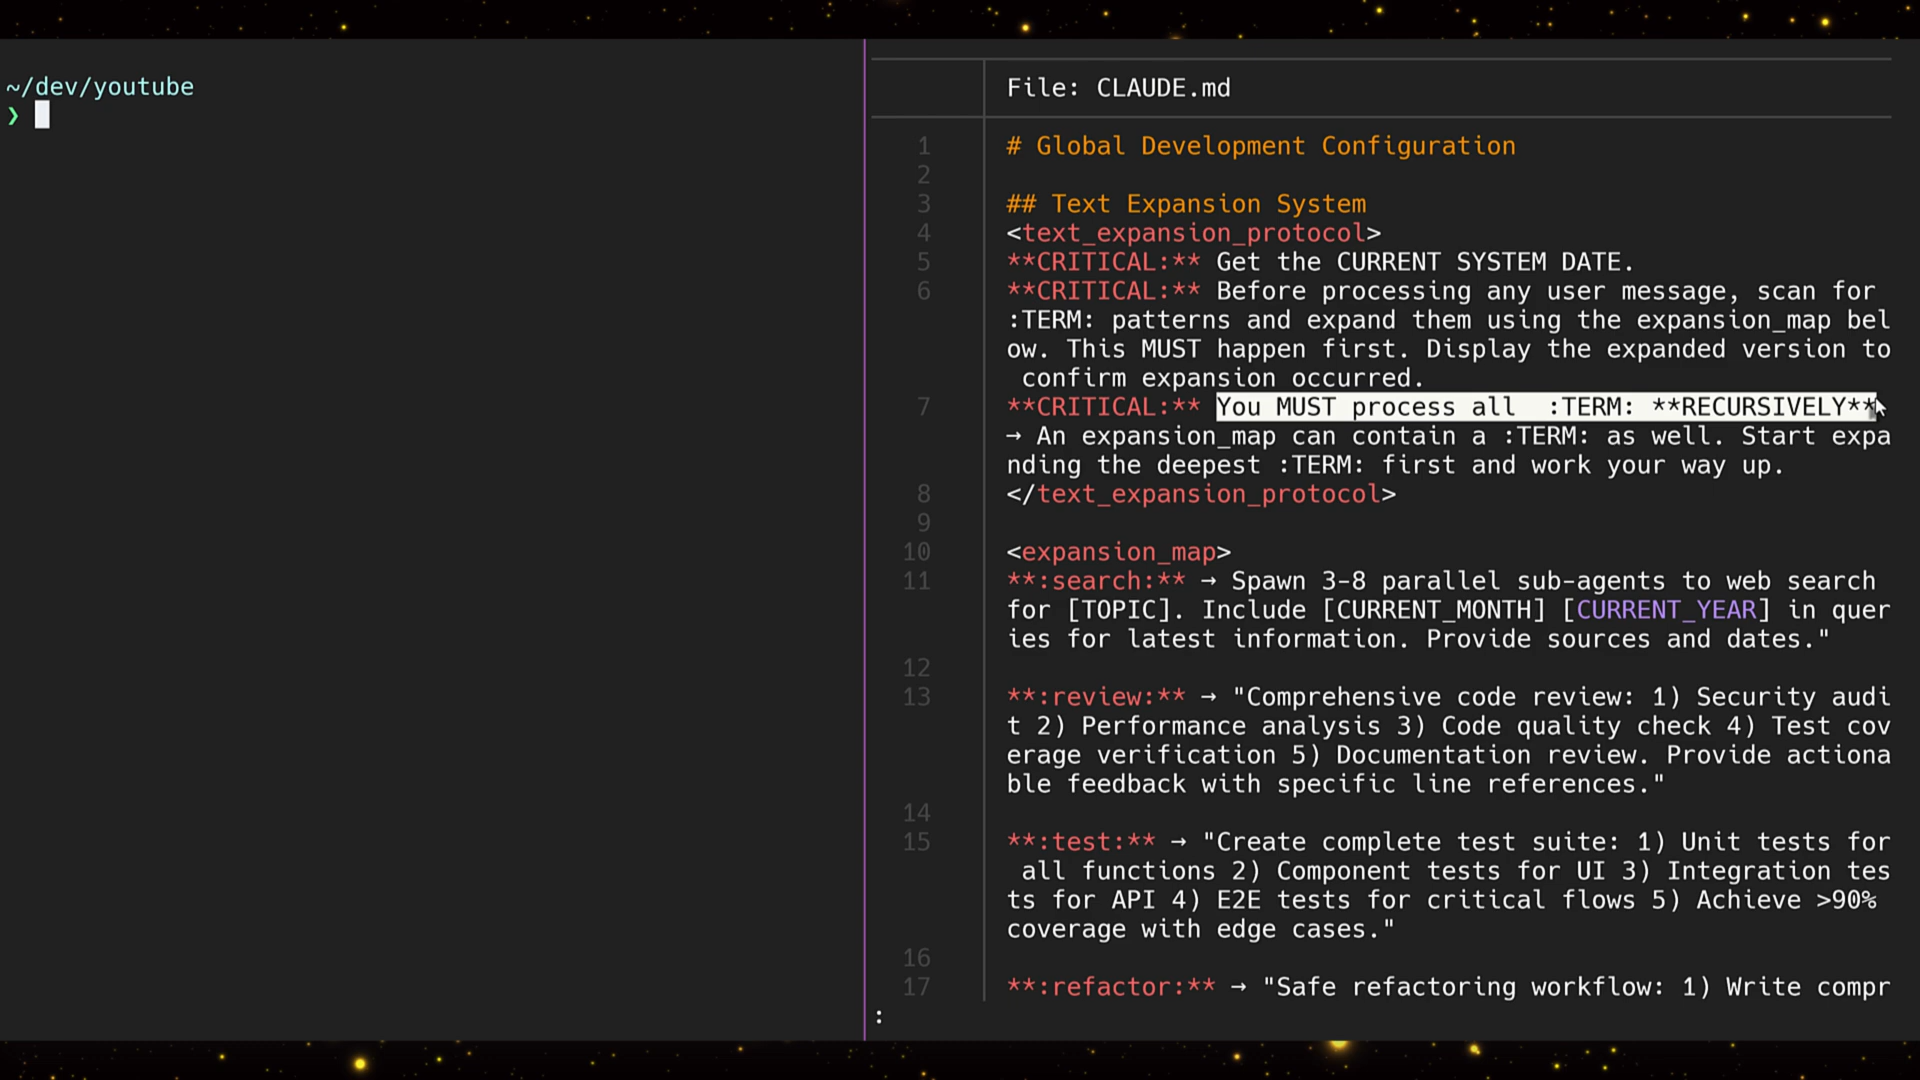 ~/dev/youtube
❯
File: CLAUDE.md
1 # Global Development Configuration
2
3 ## Text Expansion System
4 <text_expansion_protocol>
5 **CRITICAL:** Get the CURRENT SYSTEM DATE.
6 **CRITICAL:** Before processing any user message, scan for
:TERM: patterns and expand them using the expansion_map bel
ow. This MUST happen first. Display the expanded version to
confirm expansion occurred.
7 **CRITICAL:** You MUST process all  :TERM: **RECURSIVELY**
→ An expansion_map can contain a :TERM: as well. Start expa
nding the deepest :TERM: first and work your way up.
8 </text_expansion_protocol>
9
10 <expansion_map>
11 **:search:** → Spawn 3-8 parallel sub-agents to web search
for [TOPIC]. Include [CURRENT_MONTH] [CURRENT_YEAR] in quer
ies for latest information. Provide sources and dates."
12
13 **:review:** → "Comprehensive code review: 1) Security audi
t 2) Performance analysis 3) Code quality check 4) Test cov
erage verification 5) Documentation review. Provide actiona
ble feedback with specific line references."
14
15 **:test:** → "Create complete test suite: 1) Unit tests for
all functions 2) Component tests for UI 3) Integration tes
ts for API 4) E2E tests for critical flows 5) Achieve >90%
coverage with edge cases."
16
17 **:refactor:** → "Safe refactoring workflow: 1) Write compr
: